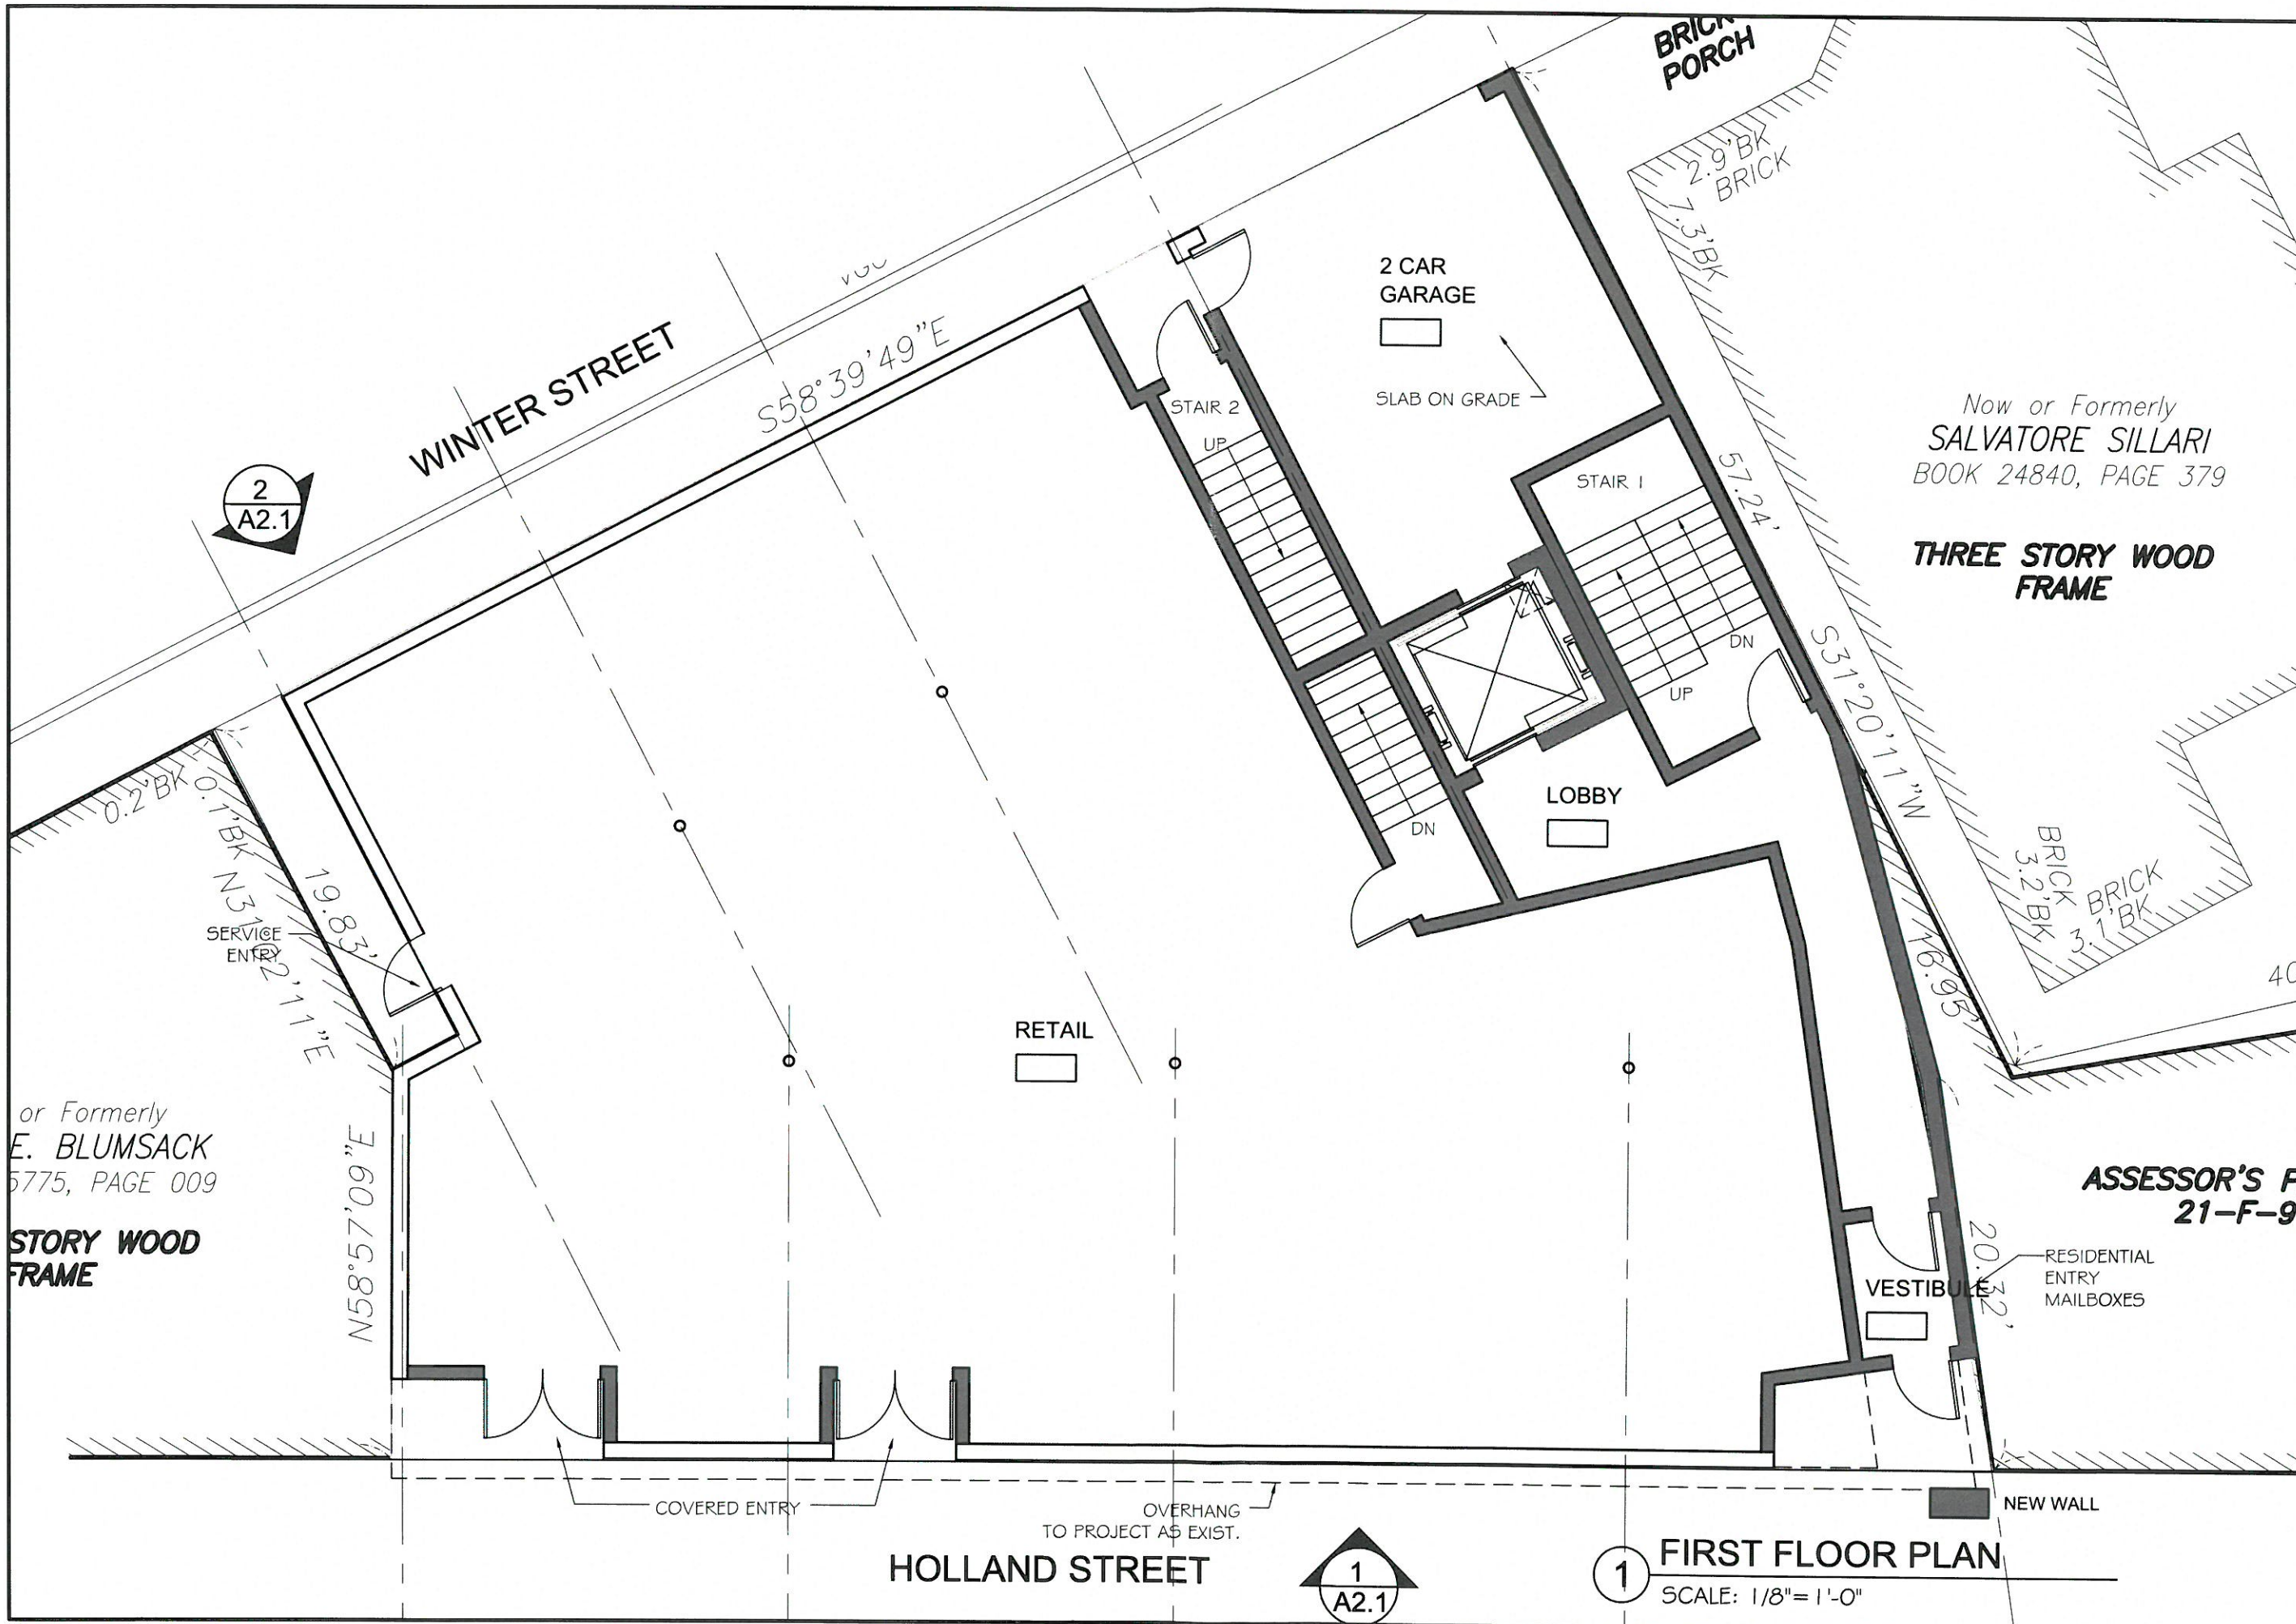 BRICK
PORCH
2.9'BK
BRICK
7.3'BK
2 CAR
GARAGE
SLAB ON GRADE
WINTER STREET
S58°39'49"E
2
A2.1
STAIR 2
UP
STAIR 1
DN
UP
57.24'
S31°20'11"W
Now or Formerly
SALVATORE SILLARI
BOOK 24840, PAGE 379
THREE STORY WOOD
FRAME
0.2'BK
0.1'BK
19.83'
SERVICE
ENTRY
DN
LOBBY
BRICK
3.2'BK
BRICK
3.1'BK
16.95'
40
RETAIL
or Formerly
E. BLUMSACK
5775, PAGE 009
STORY WOOD
FRAME
N58°57'09"E
ASSESSOR'S
21-F-9
20.32'
RESIDENTIAL
ENTRY
MAILBOXES
VESTIBULE
COVERED ENTRY
OVERHANG
TO PROJECT AS EXIST.
NEW WALL
HOLLAND STREET
1
A2.1
1
FIRST FLOOR PLAN
SCALE: 1/8"=1'-0"